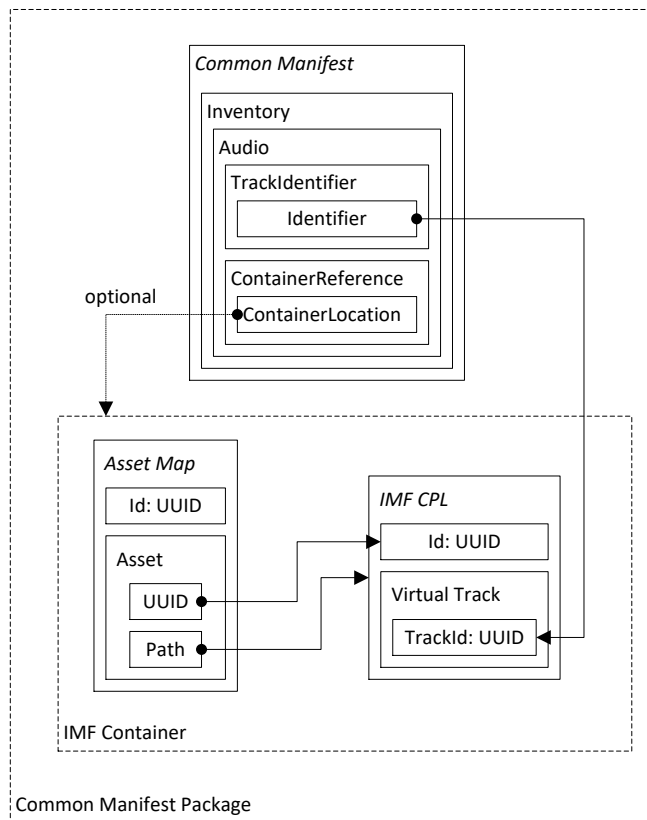 Common Manifest
Inventory
Audio
TrackIdentifier
Identifier
ContainerReference
optional
ContainerLocation
Asset Map
Id: UUID
Asset
UUID
Path
IMF CPL
Id: UUID
Virtual Track
TrackId: UUID
IMF Container
Common Manifest Package